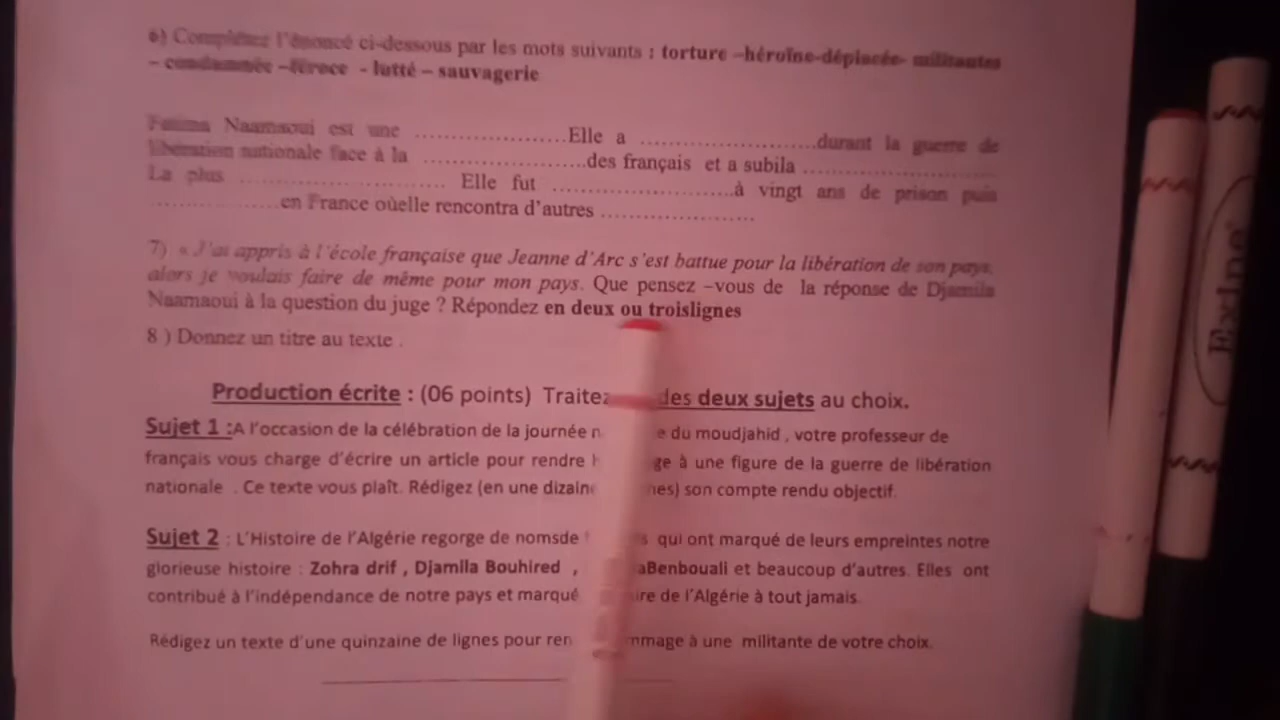 6) Complétez l'énoncé ci-dessous par les mots suivants : torture –héroïne-déplacée- militantes
– condamnée –féroce - lutté – sauvagerie
Fatima Naamaoui est une ....................Elle a .......................durant la guerre de
libération nationale face à la .....................des français et a subila .........................
La plus ........................... Elle fut ........................à vingt ans de prison puis
.................en France oùelle rencontra d'autres .....................
7) « J'ai appris à l'école française que Jeanne d'Arc s'est battue pour la libération de son pays,
alors je voulais faire de même pour mon pays. Que pensez –vous de la réponse de Djamila
Naamaoui à la question du juge ? Répondez en deux ou troislignes
8 ) Donnez un titre au texte .
Production écrite : (06 points) Traitez des deux sujets au choix.
Sujet 1 :A l'occasion de la célébration de la journée n e du moudjahid , votre professeur de
français vous charge d'écrire un article pour rendre h ge à une figure de la guerre de libération
nationale . Ce texte vous plaît. Rédigez (en une dizaine nes) son compte rendu objectif.
Sujet 2 : L'Histoire de l'Algérie regorge de nomsde s qui ont marqué de leurs empreintes notre
glorieuse histoire : Zohra drif , Djamila Bouhired , aBenbouali et beaucoup d'autres. Elles ont
contribué à l'indépendance de notre pays et marqué ire de l'Algérie à tout jamais.
Rédigez un texte d'une quinzaine de lignes pour ren mmage à une militante de votre choix.